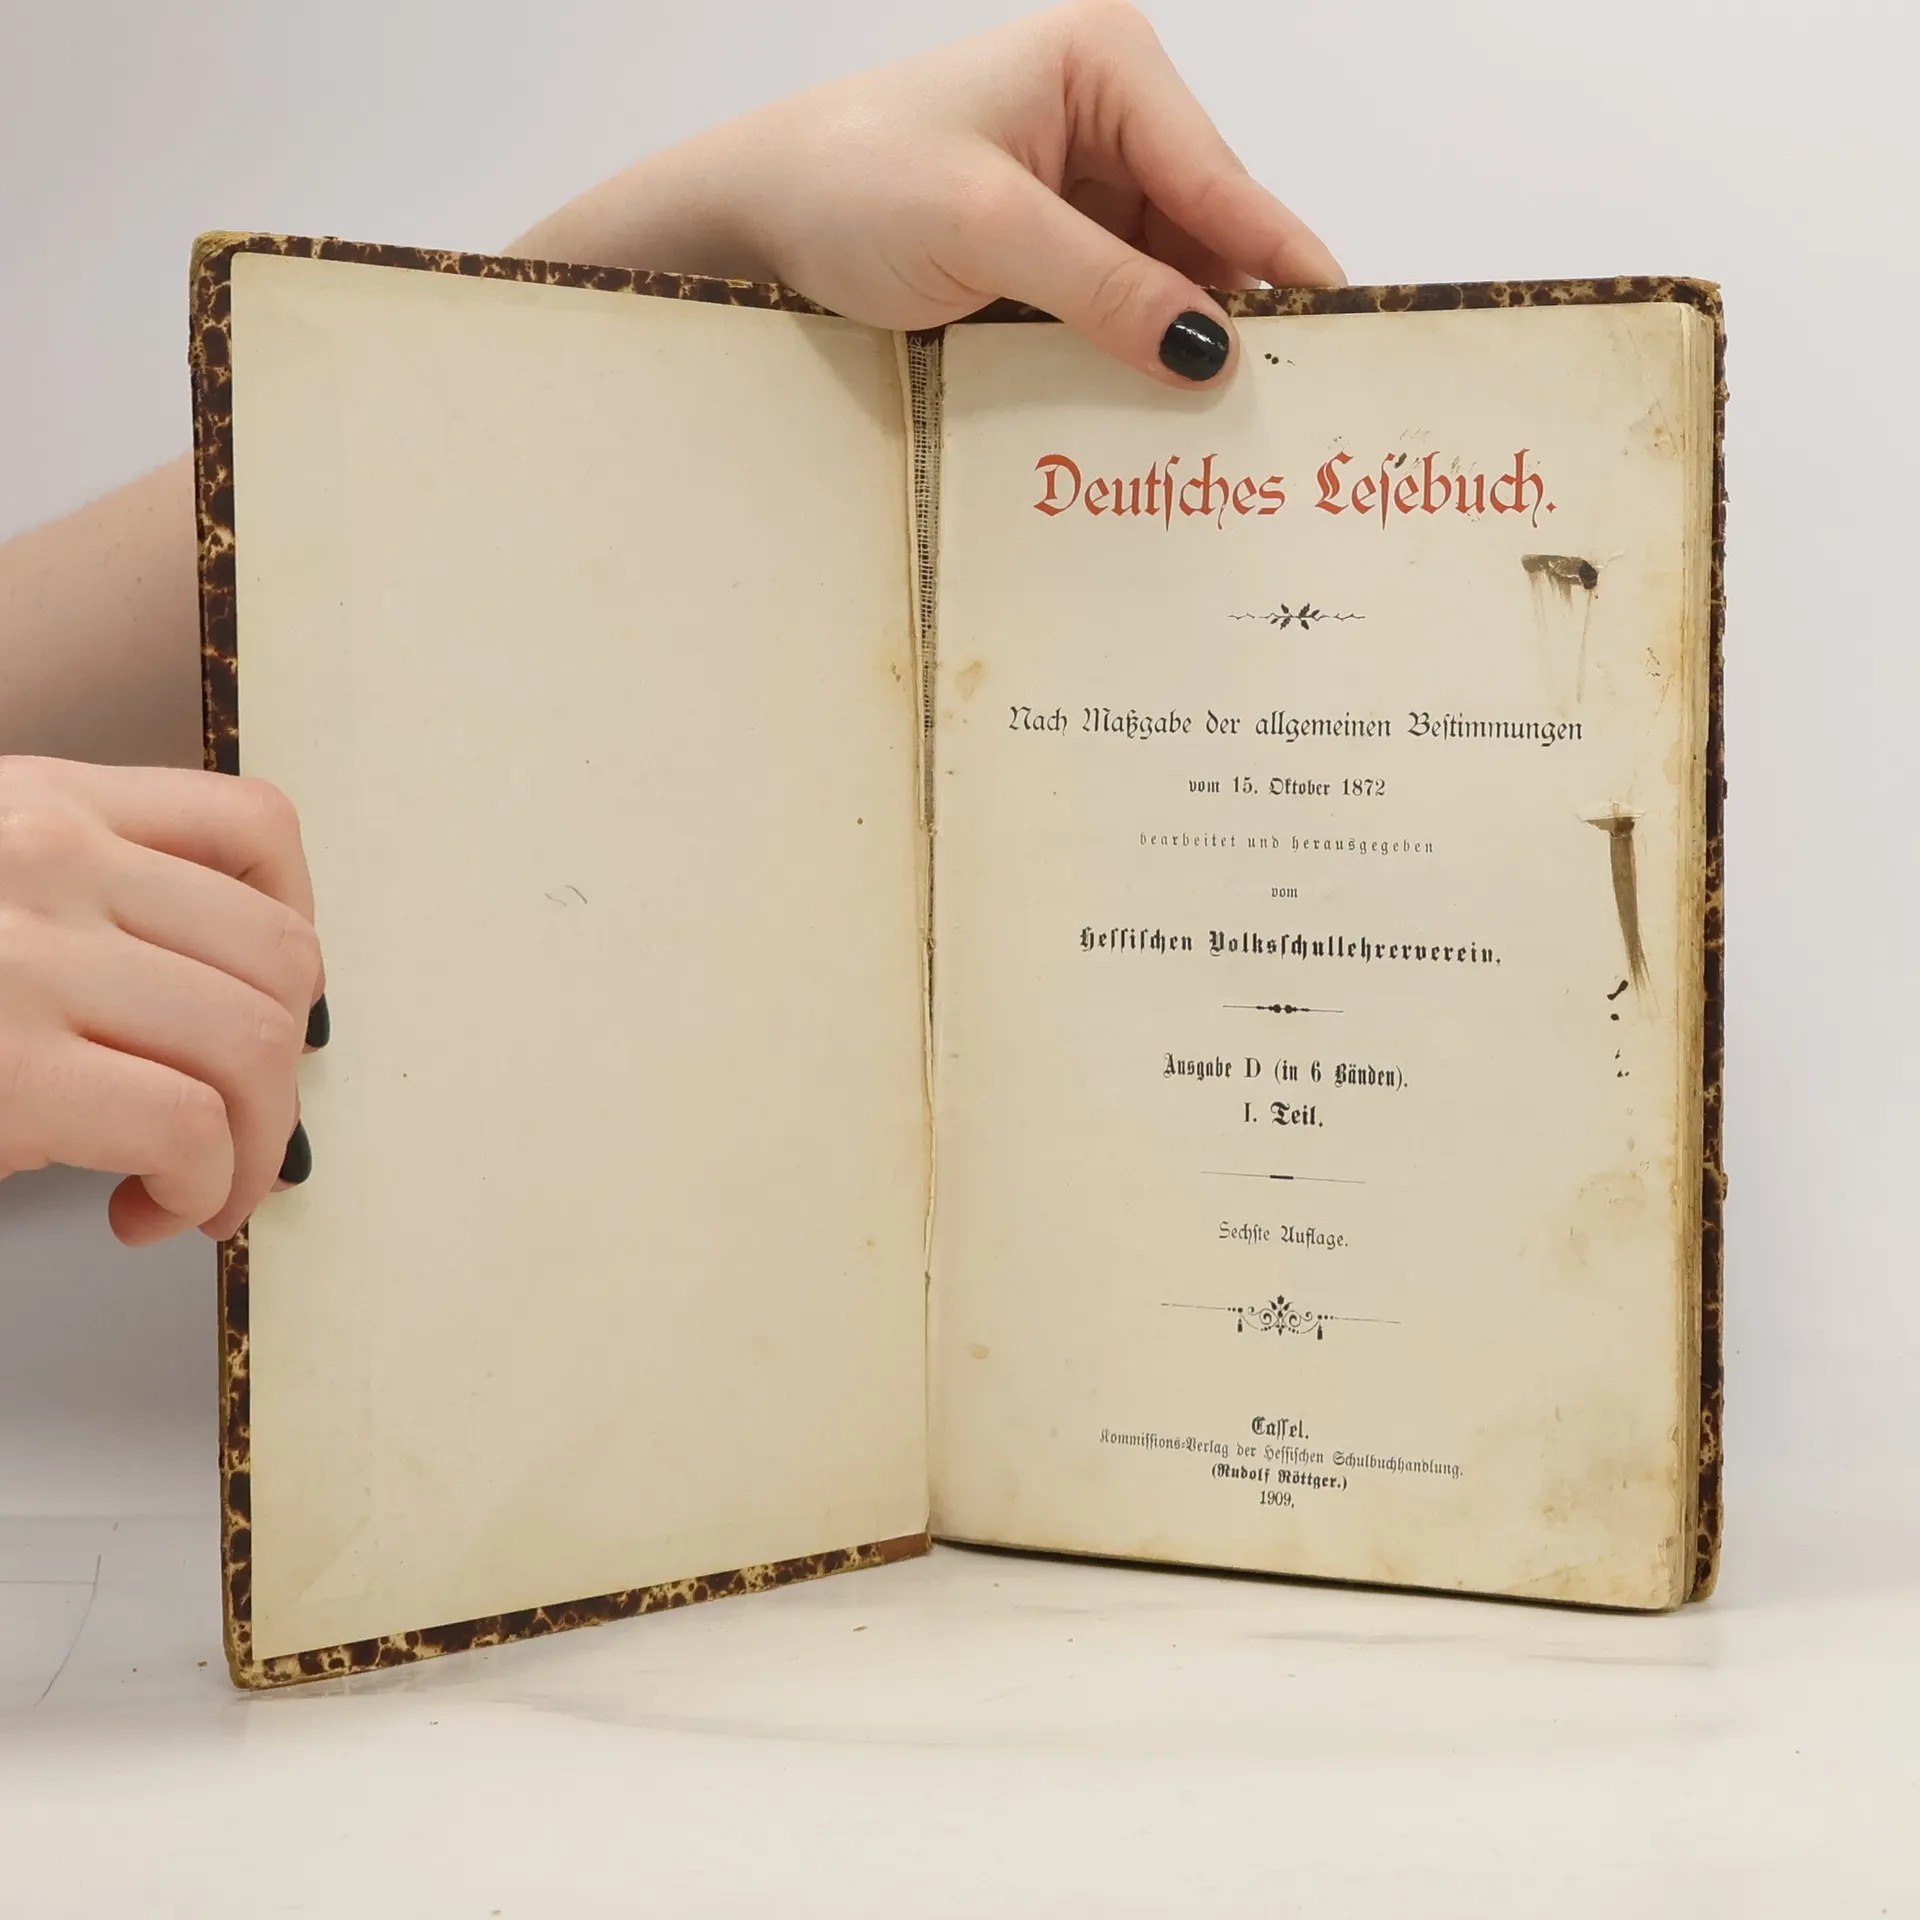 Deutſches Leſebuch.
Nach Maßgabe der allgemeinen Beſtimmungen
vom 15. Oktober 1872
bearbeitet und herausgegeben
vom
Heſſiſchen Volksſchullehrerverein.
Ausgabe D (in 6 Bänden).
I. Teil.
Sechſte Auflage.
Caſſel.
Kommiſſions-Verlag der Heſſiſchen Schulbuchhandlung.
(Rudolf Röttger.)
1909.